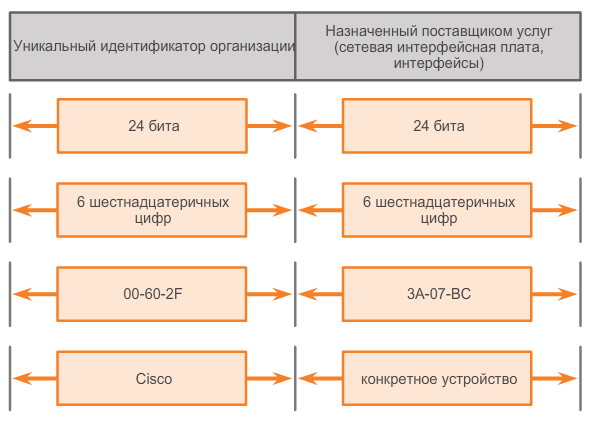 Уникальный идентификатор организации
Назначенный поставщиком услуг
(сетевая интерфейсная плата,
интерфейсы)
24 бита
24 бита
6 шестнадцатеричных
цифр
6 шестнадцатеричных
цифр
00-60-2F
3A-07-BC
Cisco
конкретное устройство